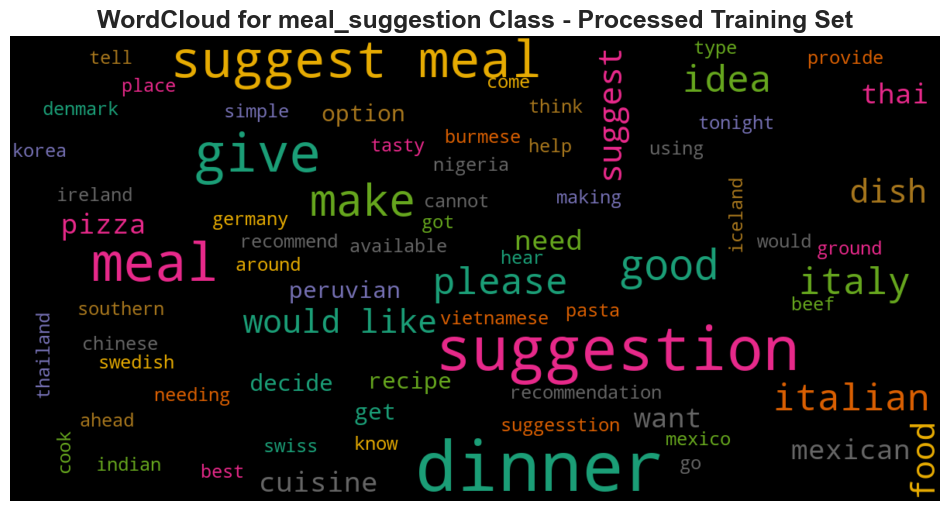 WordCloud for meal_suggestion Class - Processed Training Set
tell
suggest meal
come
suggest
type
idea
provide
place
thai
denmark
simple
option
think
tonight
korea
give
tasty
burmese
help
using
nigeria
ireland
make
cannot
making
iceland
dish
pizza
germany
got
recommend
available
need
would
ground
meal
around
hear
good
peruvian
please
italy
beef
southern
would like
vietnamese
pasta
thailand
chinese
swedish
suggestion
decide
recipe
needing
recommendation
italian
ahead
get
suggesstion
want
cook
swiss
know
mexico
mexican
food
indian
best
cuisine
dinner
go